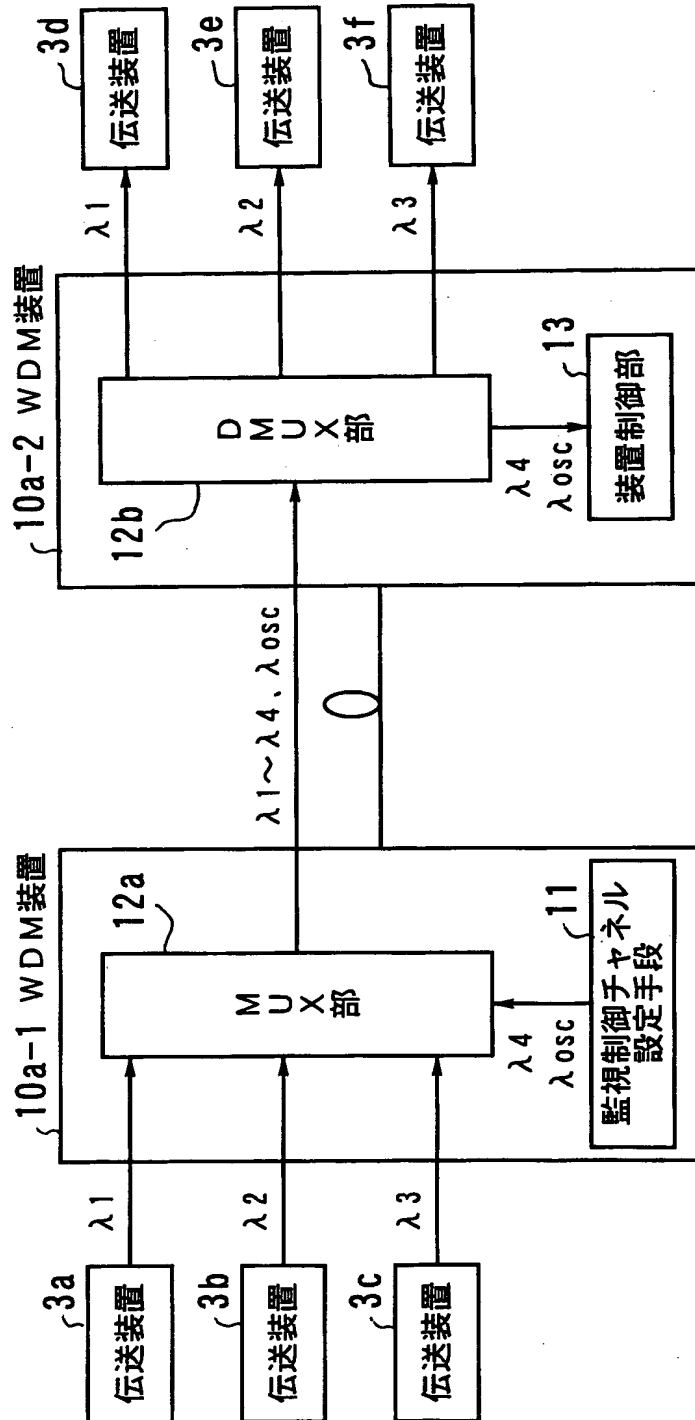 10a-1 WDM装置
10a-2 WDM装置
3a
伝送装置
λ1
3b
伝送装置
λ2
3c
伝送装置
λ3
12a
MUX部
λ4
λosc
11
監視制御チャネル
設定手段
λ1~λ4、λosc
12b
DMUX部
λ4
λosc
13
装置制御部
λ1
3d
伝送装置
λ2
3e
伝送装置
λ3
3f
伝送装置